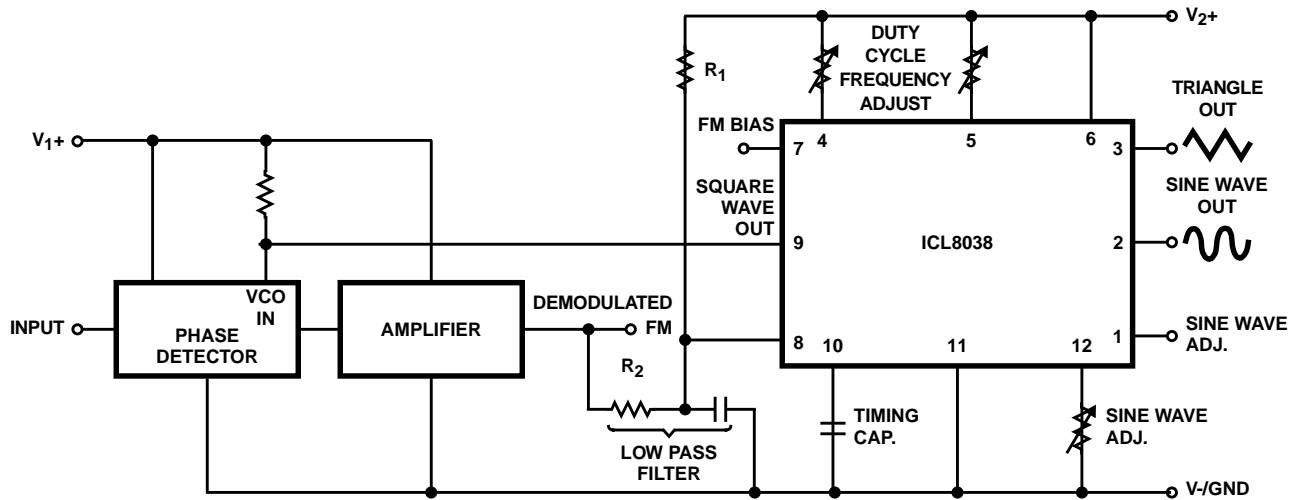 V2+
DUTY
CYCLE
FREQUENCY
ADJUST
R1
4
5
6
TRIANGLE
OUT
V1+
FM BIAS
7
3
SQUARE
WAVE
OUT
SINE WAVE
OUT
9
ICL8038
2
VCO
IN
INPUT
PHASE
DETECTOR
AMPLIFIER
DEMODULATED
FM
8
10
11
12
1
SINE WAVE
ADJ.
R2
TIMING
CAP.
SINE WAVE
ADJ.
LOW PASS
FILTER
V-/GND